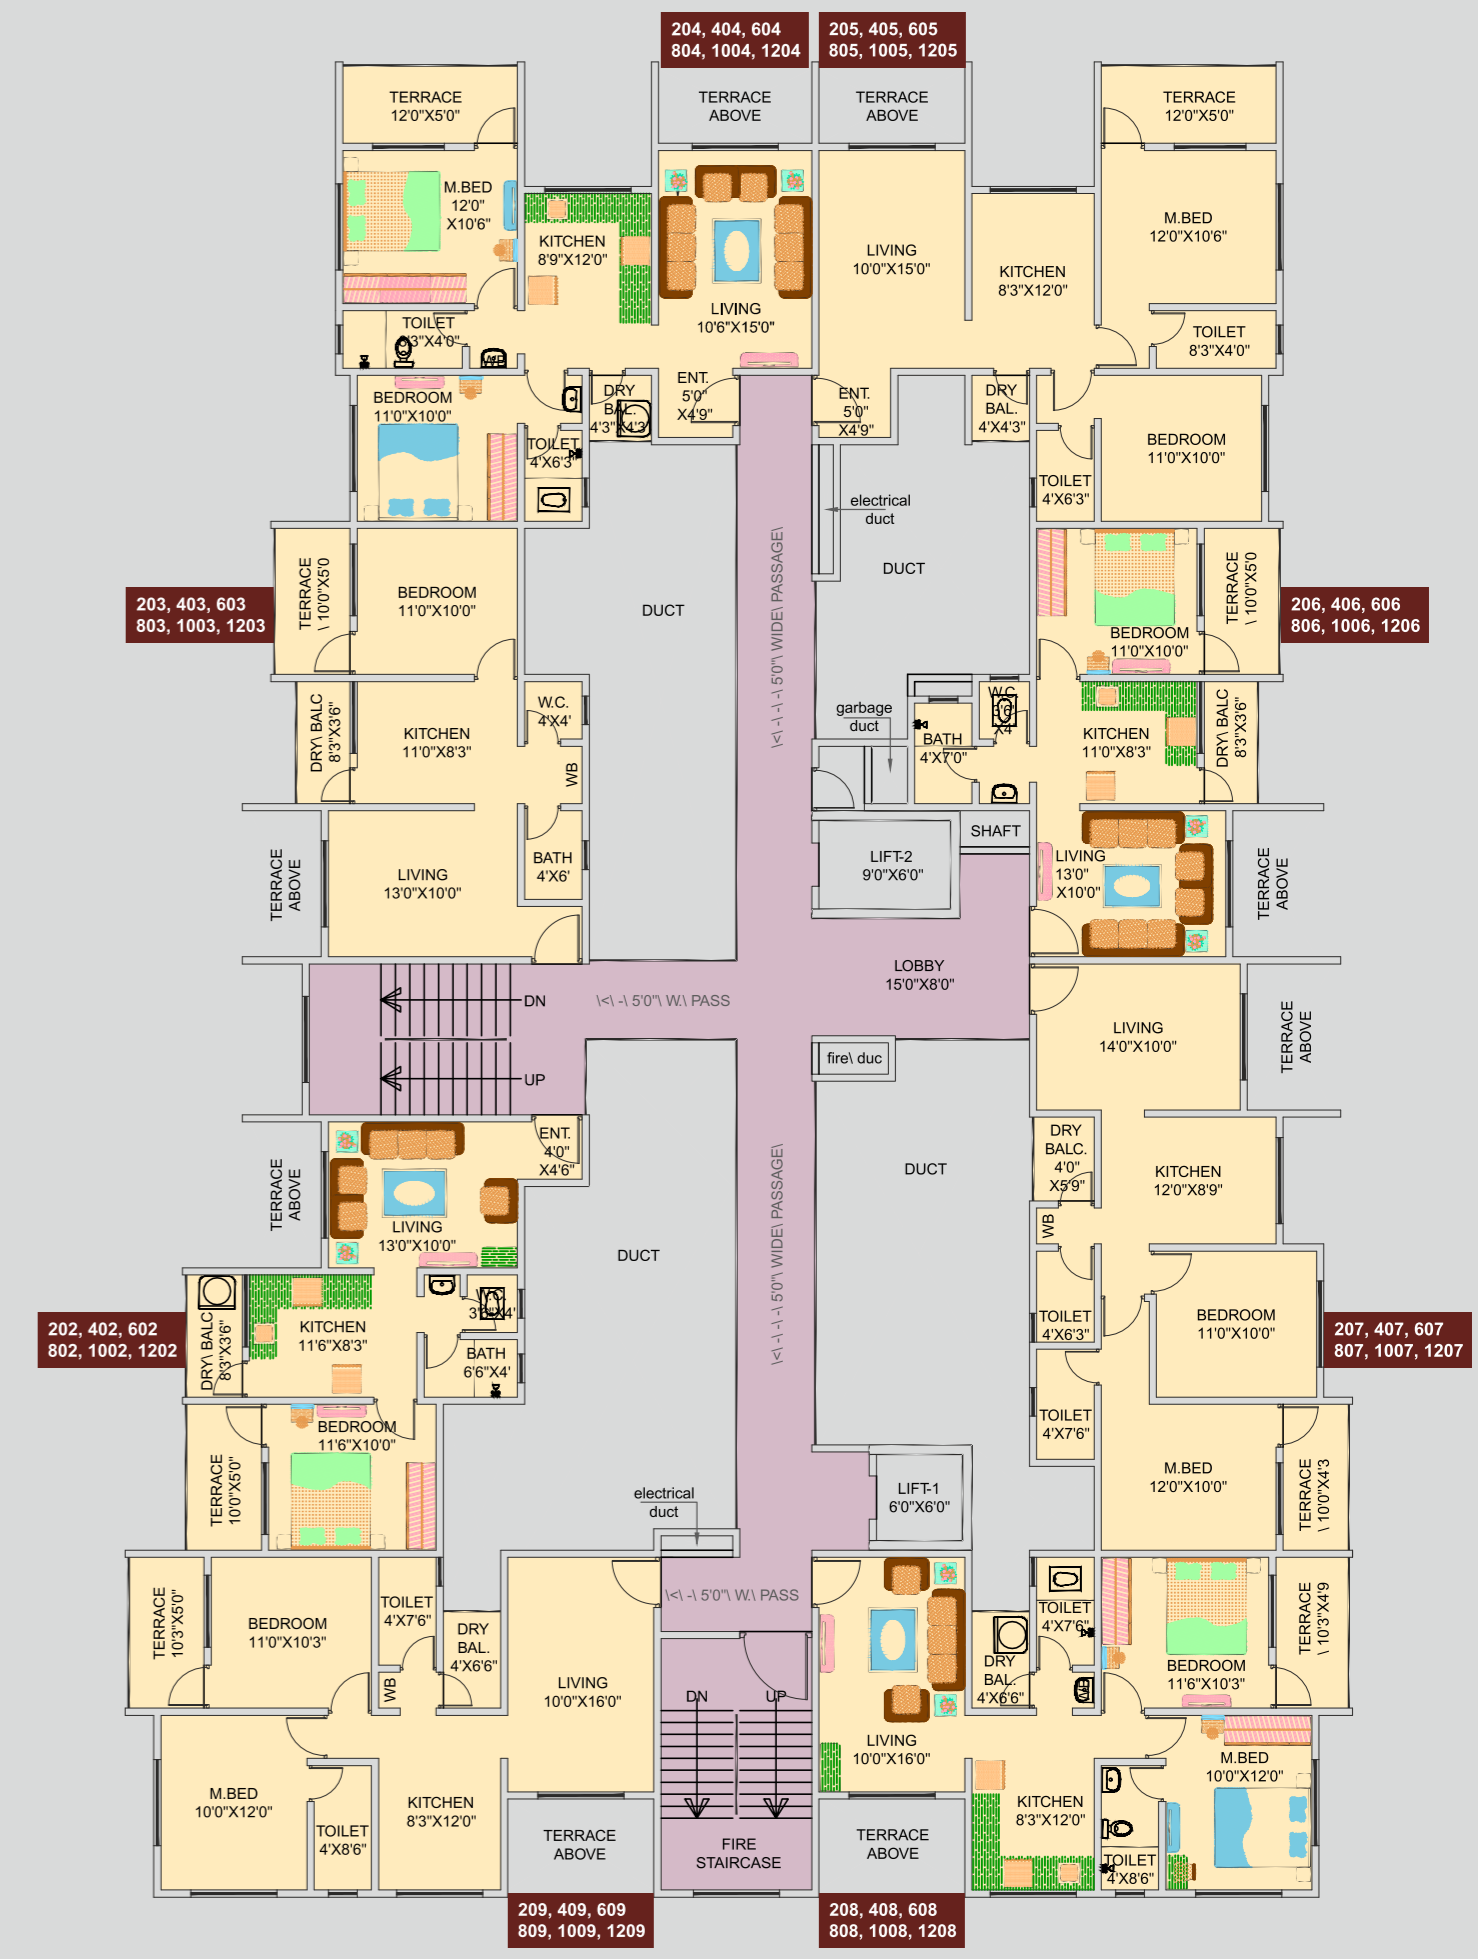 204, 404, 604
804, 1004, 1204
205, 405, 605
805, 1005, 1205
TERRACE
12'0"X5'0"
TERRACE
ABOVE
TERRACE
ABOVE
TERRACE
12'0"X5'0"
M.BED
12'0"
X10'6"
KITCHEN
8'9"X12'0"
LIVING
10'6"X15'0"
LIVING
10'0"X15'0"
KITCHEN
8'3"X12'0"
M.BED
12'0"X10'6"
TOILET
8'3"X4'0"
WB
TOILET
8'3"X4'0"
BEDROOM
11'0"X10'0"
DRY
BAL.
4'3"X4'3"
ENT.
5'0"
X4'9"
ENT.
5'0"
X4'9"
DRY
BAL.
4'X4'3"
TOILET
4'X6'3"
BEDROOM
11'0"X10'0"
TOILET
4'X6'3"
electrical
duct
DUCT
DUCT
\<\ -\ -\ -\ 5'0"\ WIDE\ PASSAGE\
203, 403, 603
803, 1003, 1203
TERRACE
\ 10'0"X5'0
BEDROOM
11'0"X10'0"
BEDROOM
11'0"X10'0"
TERRACE
\ 10'0"X5'0
206, 406, 606
806, 1006, 1206
DRY\ BALC
8'3"X3'6"
KITCHEN
11'0"X8'3"
W.C.
4'X4'
WB
garbage
duct
BATH
4'X7'0"
W.C.
3'6"
X4'
KITCHEN
11'0"X8'3"
DRY\ BALC
8'3"X3'6"
TERRACE
ABOVE
LIVING
13'0"X10'0"
BATH
4'X6'
LIFT-2
9'0"X6'0"
SHAFT
LIVING
13'0"
X10'0"
TERRACE
ABOVE
DN
\<\ -\ 5'0"\ W.\ PASS
LOBBY
15'0"X8'0"
UP
fire\ duc
LIVING
14'0"X10'0"
TERRACE
ABOVE
TERRACE
ABOVE
ENT.
4'0"
X4'6"
LIVING
13'0"X10'0"
DUCT
DUCT
\<\ -\ -\ -\ 5'0"\ WIDE\ PASSAGE\
DRY
BALC.
4'0"
X5'9"
WB
KITCHEN
12'0"X8'9"
202, 402, 602
802, 1002, 1202
DRY\ BALC
8'3"X3'6"
KITCHEN
11'6"X8'3"
W.C.
3'6"X4'
BATH
6'6"X4'
TOILET
4'X6'3"
BEDROOM
11'0"X10'0"
207, 407, 607
807, 1007, 1207
TERRACE
10'0"X5'0"
BEDROOM
11'6"X10'0"
TOILET
4'X7'6"
M.BED
12'0"X10'0"
TERRACE
\ 10'0"X4'3
electrical
duct
LIFT-1
6'0"X6'0"
TERRACE
10'3"X5'0"
BEDROOM
11'0"X10'3"
TOILET
4'X7'6"
WB
DRY
BAL.
4'X6'6"
LIVING
10'0"X16'0"
\<\ -\ 5'0"\ W.\ PASS
DN
UP
LIVING
10'0"X16'0"
DRY
BAL.
4'X6'6"
TOILET
4'X7'6"
WB
BEDROOM
11'6"X10'3"
TERRACE
\ 10'3"X4'9
M.BED
10'0"X12'0"
TOILET
4'X8'6"
KITCHEN
8'3"X12'0"
TERRACE
ABOVE
FIRE
STAIRCASE
TERRACE
ABOVE
KITCHEN
8'3"X12'0"
TOILET
4'X8'6"
M.BED
10'0"X12'0"
209, 409, 609
809, 1009, 1209
208, 408, 608
808, 1008, 1208